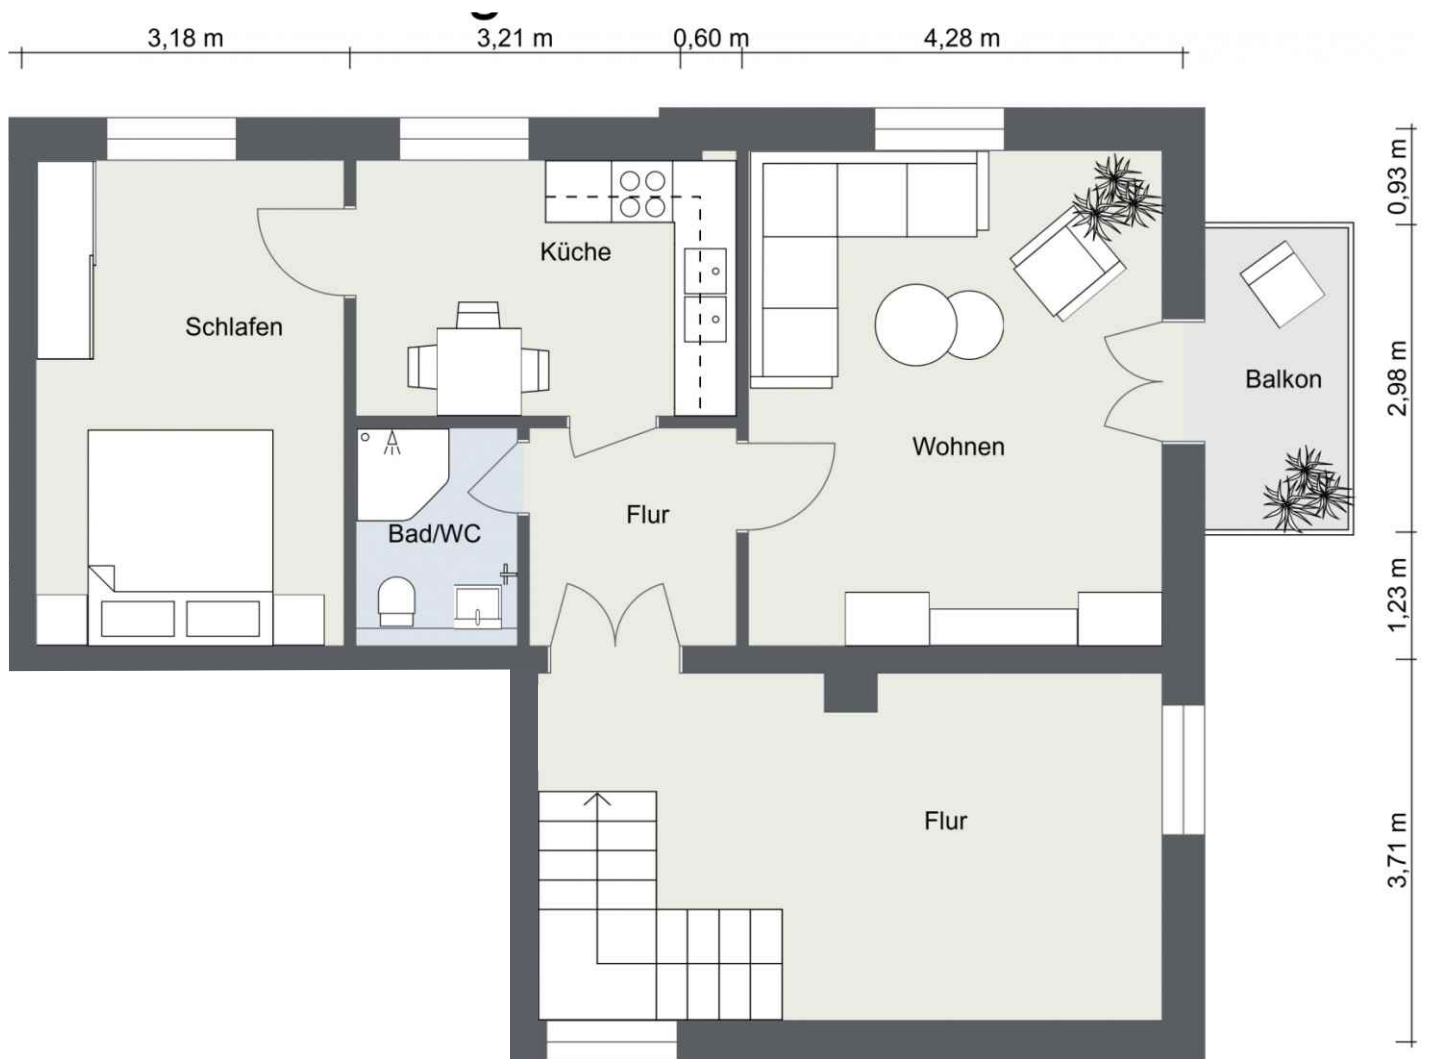 3,18 m
3,21 m
0,60 m
4,28 m
0,93 m
Küche
Schlafen
2,98 m
Balkon
Wohnen
Flur
Bad/WC
1,23 m
Flur
3,71 m